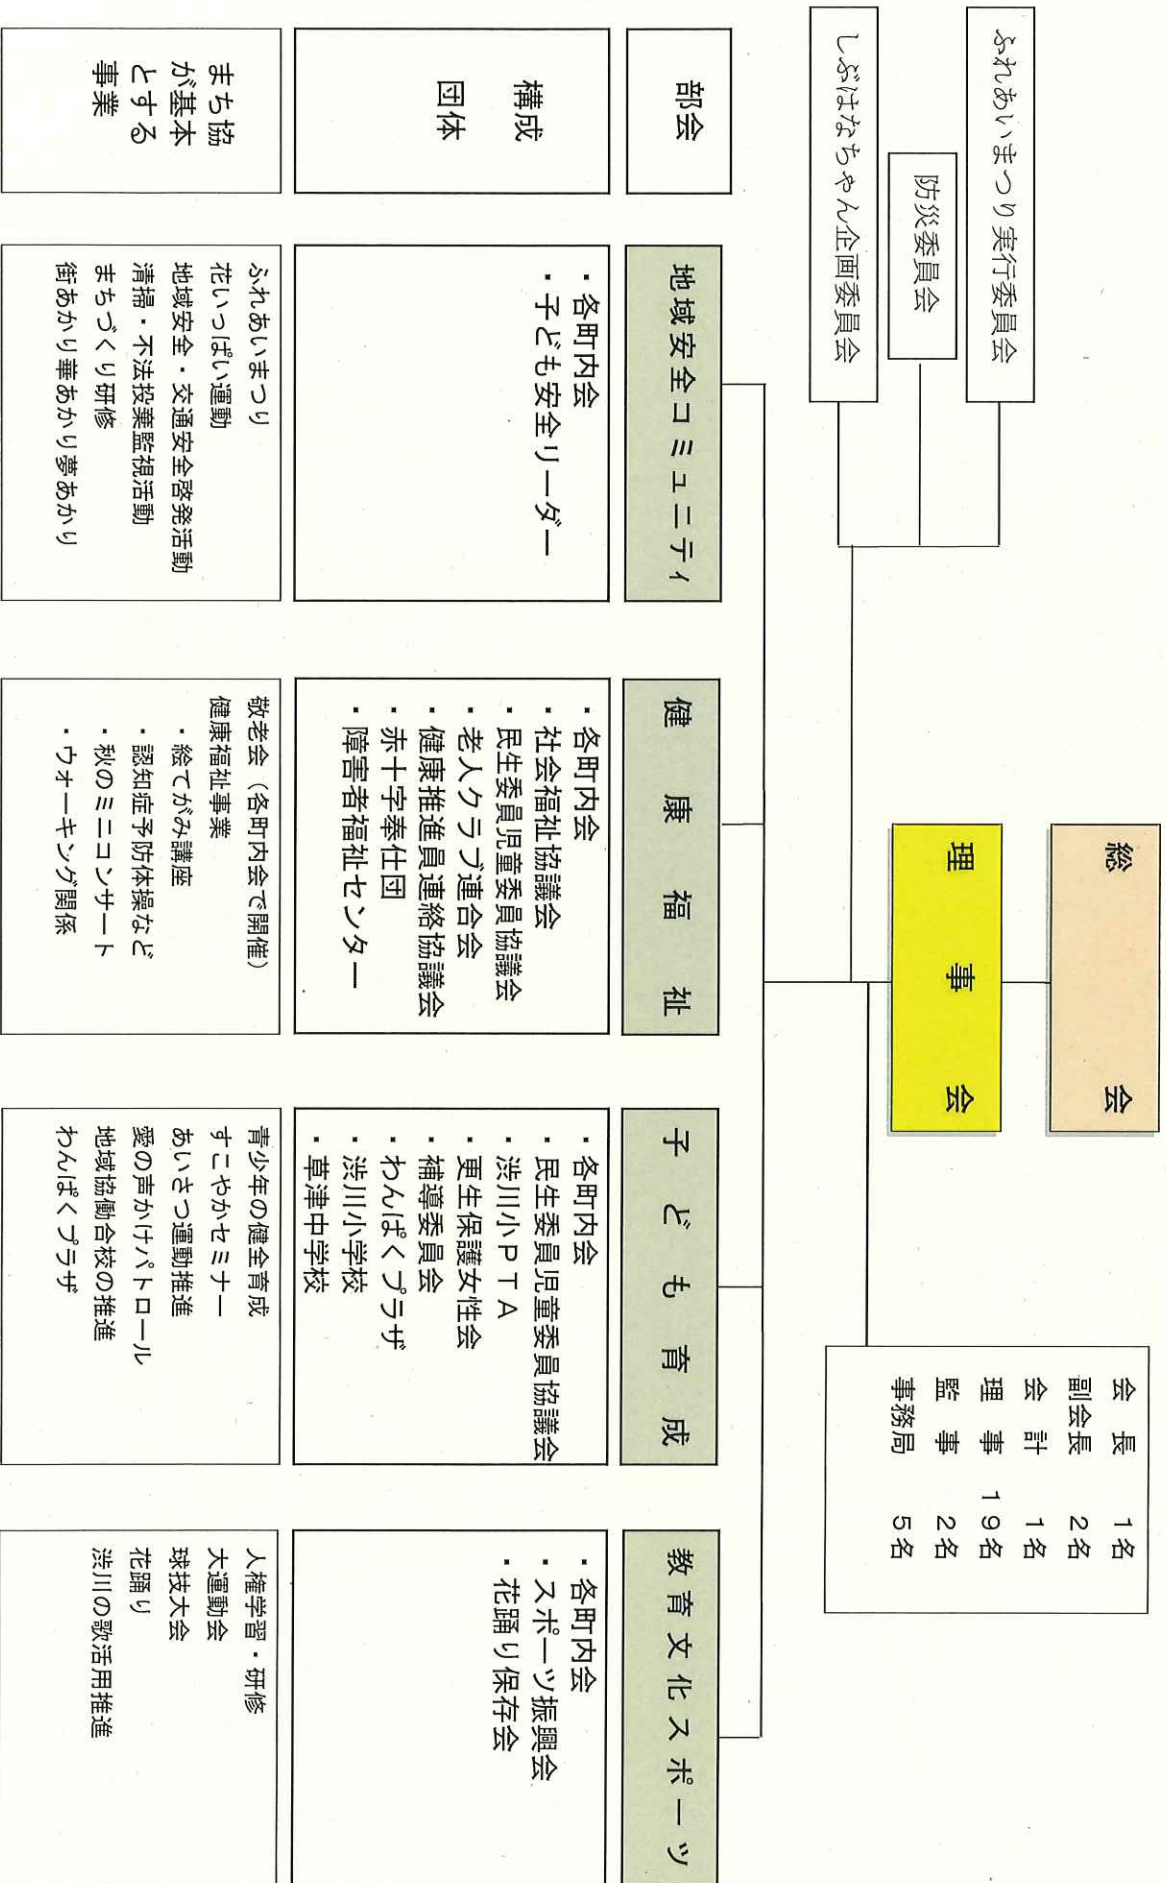 総会
理事会
会長 1名
副会長 2名
会計 1名
理事 19名
監事 2名
事務局 5名
ふれあいまつり実行委員会
防災委員会
しぶはなちゃん企画委員会
部会
地域安全コミュニティ
健康福祉
子ども育成
教育文化スポーツ
構成
団体
・各町内会
・子ども安全リーダー
・各町内会
・社会福祉協議会
・民生委員児童委員協議会
・老人クラブ連合会
・健康推進員連絡協議会
・赤十字奉仕団
・障害者福祉センター
・各町内会
・民生委員児童委員協議会
・渋川小PTA
・更生保護女性会
・補導委員会
・わんぱくプラザ
・渋川小学校
・草津中学校
・各町内会
・スポーツ振興会
・花踊り保存会
まち協
が基本
とする
事業
ふれあいまつり
花いっぱい運動
地域安全・交通安全啓発活動
清掃・不法投棄監視活動
まちづくり研修
街あかり華あかり夢あかり
敬老会（各町内会で開催）
健康福祉事業
・絵てがみ講座
・認知症予防体操など
・秋のミニコンサート
・ウォーキング関係
青少年の健全育成
すこやかセミナー
あいさつ運動推進
愛の声かけパトロール
地域協働合校の推進
わんぱくプラザ
人権学習・研修
大運動会
球技大会
花踊り
渋川の歌活用推進